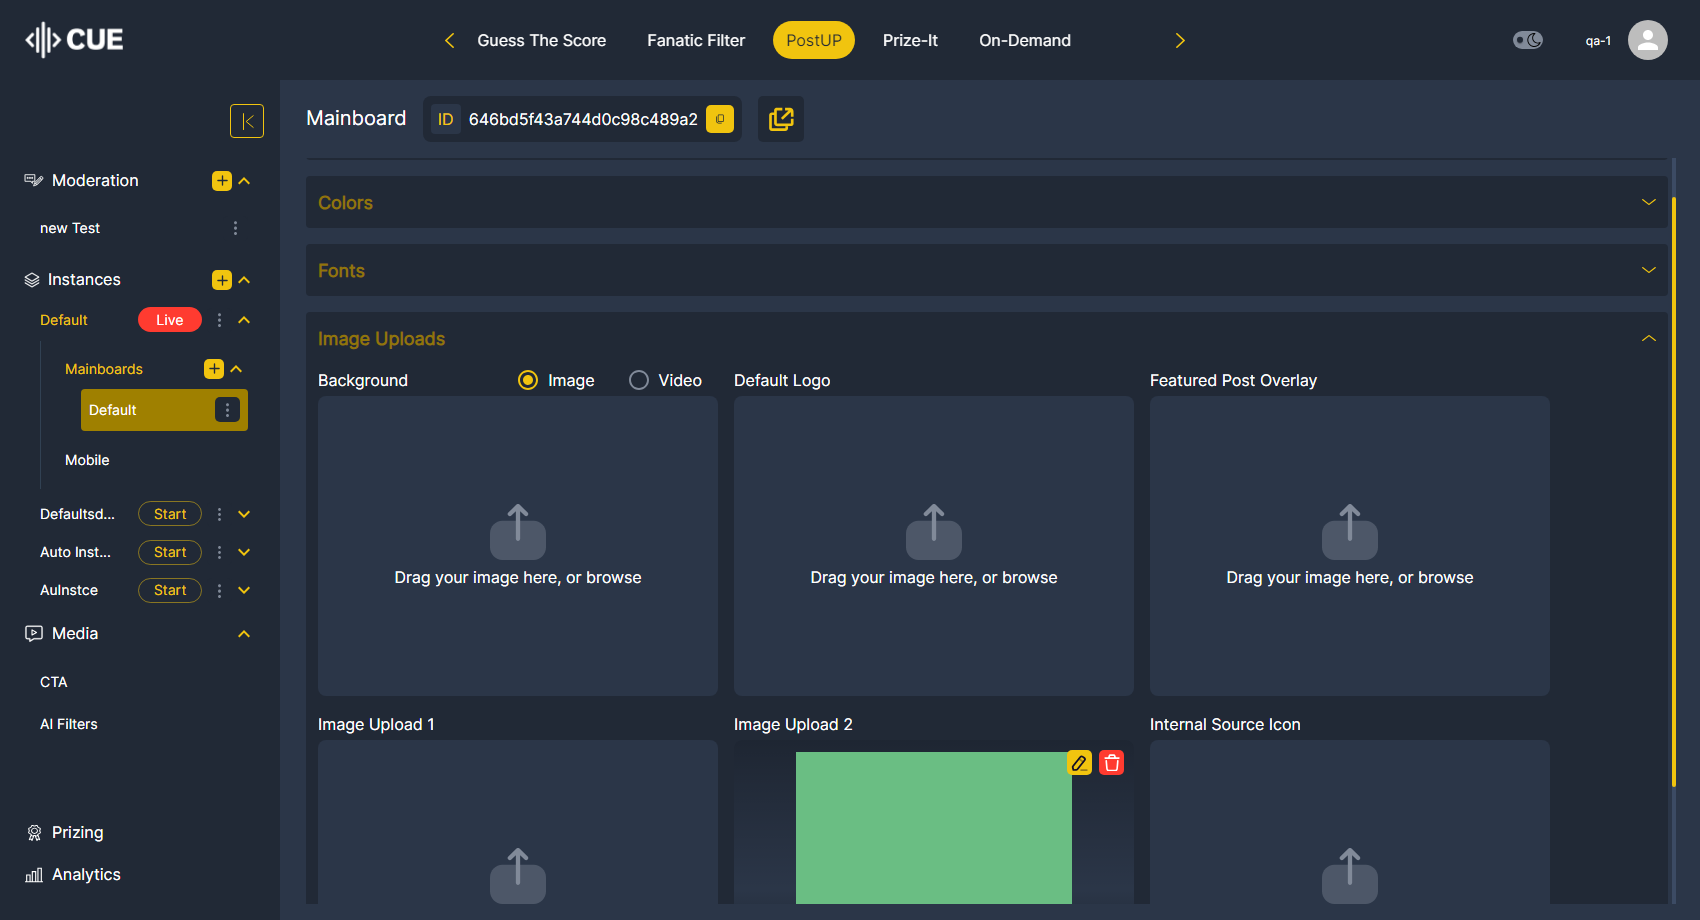 CUE
Guess The Score
Fanatic Filter
PostUP
Prize-It
On-Demand
qa-1
Mainboard
ID 646bd5f43a744d0c98c489a2
Moderation
new Test
Instances
Default Live
Mainboards
Default
Mobile
Defaultsd... Start
Auto Inst... Start
AuInstce Start
Media
CTA
AI Filters
Prizing
Analytics
Colors
Fonts
Image Uploads
Background Image Video
Default Logo
Featured Post Overlay
Drag your image here, or browse
Drag your image here, or browse
Drag your image here, or browse
Image Upload 1
Image Upload 2
Internal Source Icon